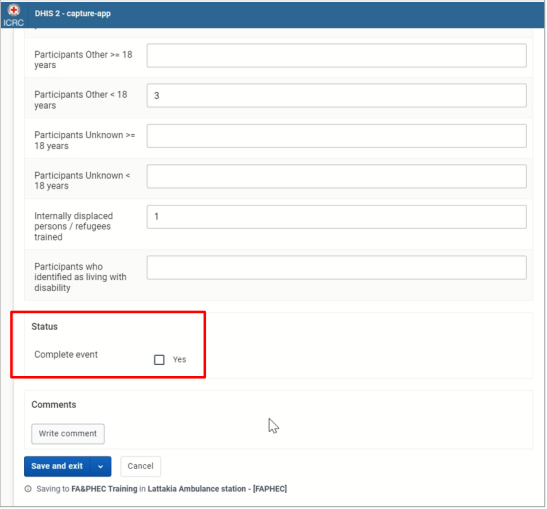 DHIS 2 - capture-app
ICRC
Participants Other >= 18
years
Participants Other < 18
years
3
Participants Unknown >=
18 years
Participants Unknown <
18 years
Internally displaced
persons / refugees
trained
1
Participants who
identified as living with
disability
Status
Complete event
Yes
Comments
Write comment
Save and exit
Cancel
Saving to FA&PHEC Training in Lattakia Ambulance station - [FAPHEC]